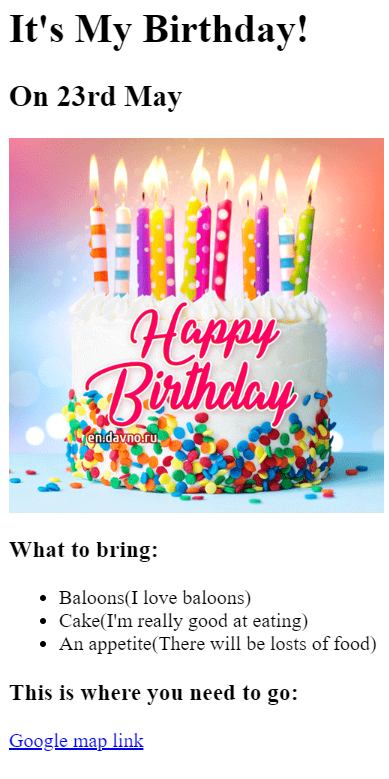 It's My Birthday!
On 23rd May
Happy
Birthday
en.davno.ru
What to bring:
Baloons(I love baloons)
Cake(I'm really good at eating)
An appetite(There will be losts of food)
This is where you need to go:
Google map link